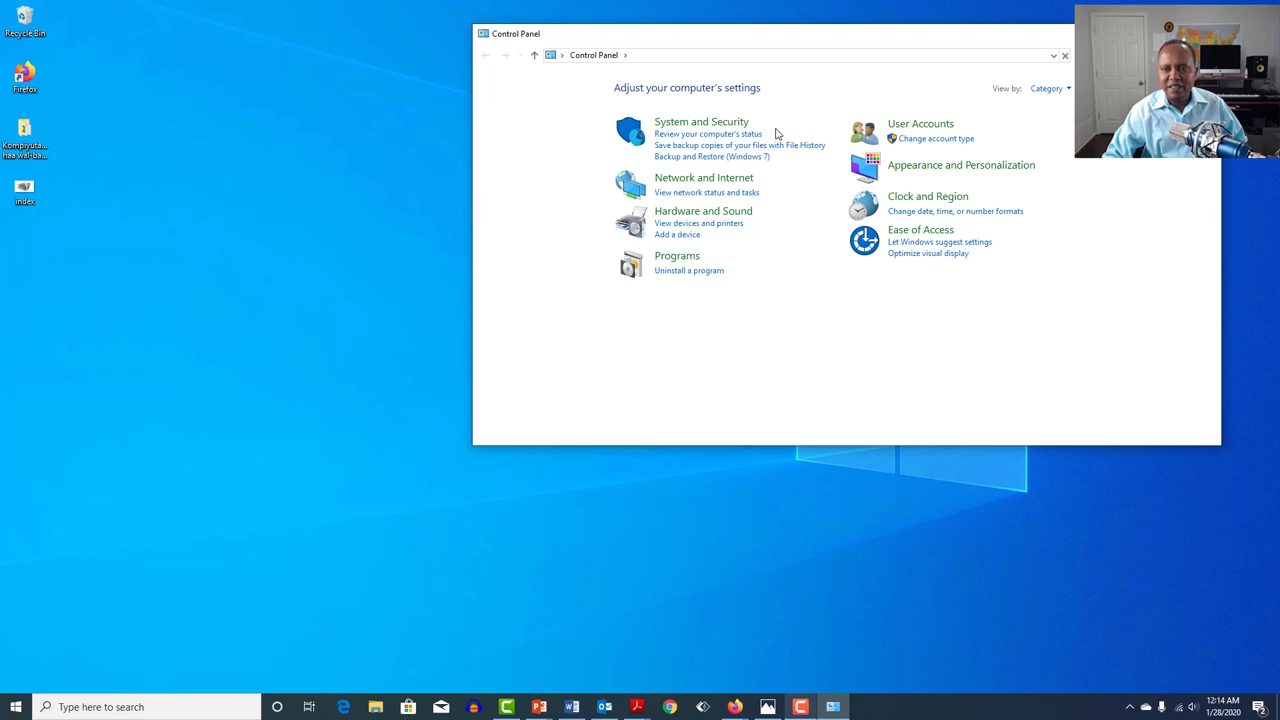 Recycle Bin
Firefox
Kompryuta...
haa wal-ba...
index
Control Panel
Control Panel
Adjust your computer's settings
View by:
Category
System and Security
Review your computer's status
Save backup copies of your files with File History
Backup and Restore (Windows 7)
Network and Internet
View network status and tasks
Hardware and Sound
View devices and printers
Add a device
Programs
Uninstall a program
User Accounts
Change account type
Appearance and Personalization
Clock and Region
Change date, time, or number formats
Ease of Access
Let Windows suggest settings
Optimize visual display
Type here to search
12:14 AM
1/28/2020
2